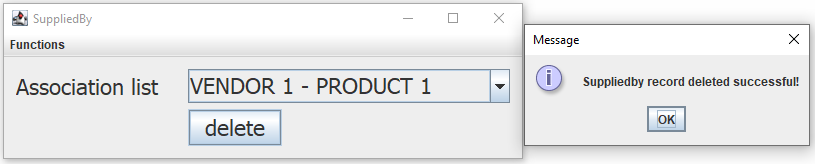 SuppliedBy
Functions
Association list
VENDOR 1 - PRODUCT 1
delete
Message
Suppliedby record deleted successful!
OK